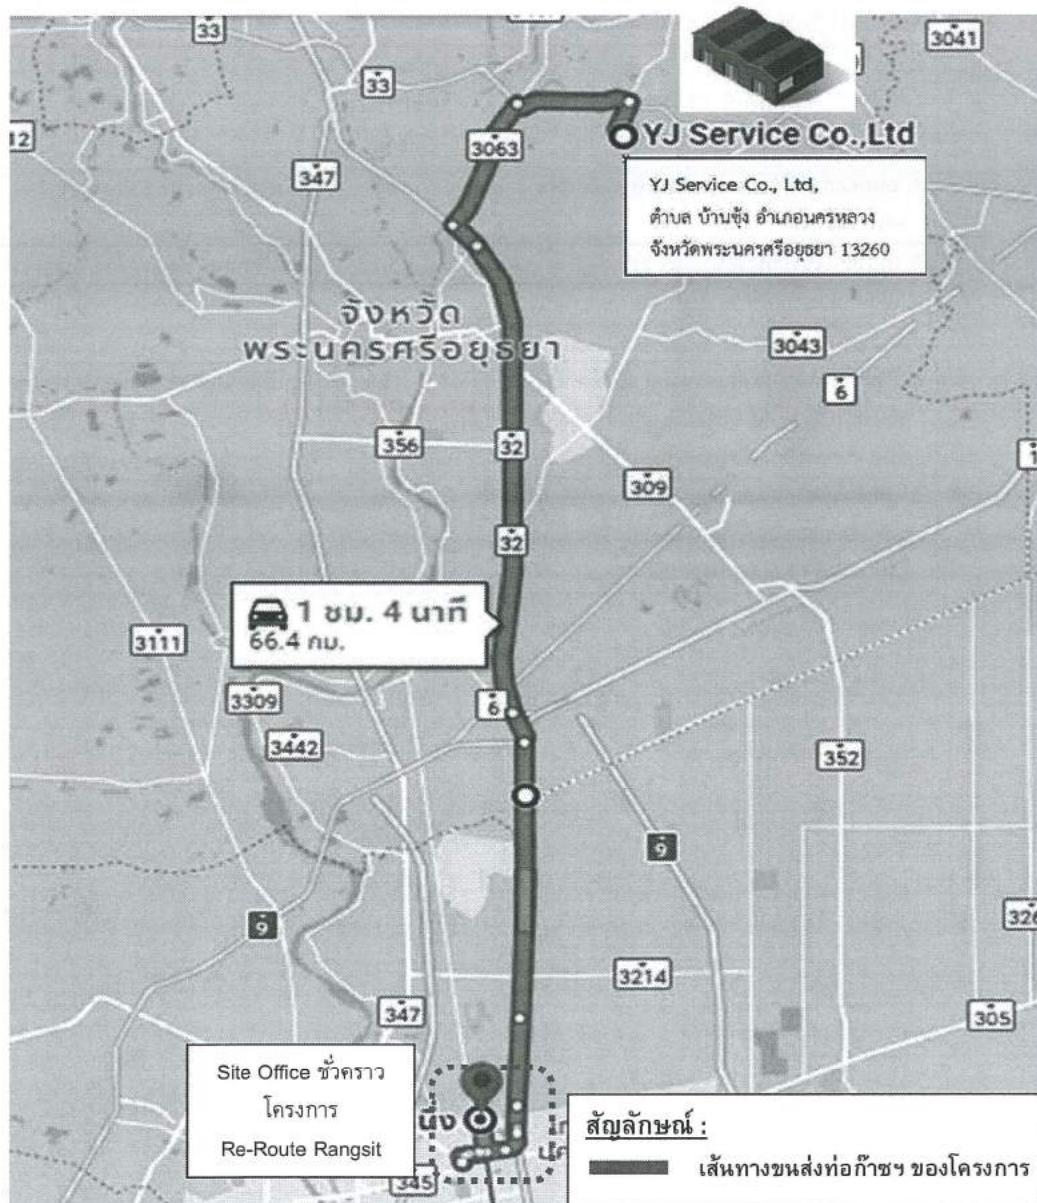 33
3041
33
12
3063
YJ Service Co.,Ltd
347
YJ Service Co., Ltd,
ตำบล บ้านชุ้ง อำเภอนครหลวง
จังหวัดพระนครศรีอยุธยา 13260
จังหวัด
พระนครศรีอยุธยา
3043
6
356
32
1
309
32
1 ชม. 4 นาที
66.4 กม.
3111
3309
6
3442
352
9
9
326
3214
347
305
Site Office ชั่วคราว
โครงการ
Re-Route Rangsit
345
สัญลักษณ์ :
เส้นทางขนส่งท่อก๊าซฯ ของโครงการ